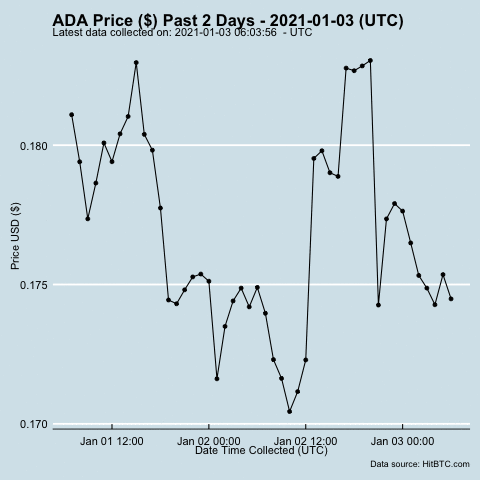 ADA Price ($) Past 2 Days - 2021-01-03 (UTC)
Latest data collected on: 2021-01-03 06:03:56 - UTC
0.180
0.175
0.170
Price USD ($)
Jan 01 12:00 Jan 02 00:00 Jan 02 12:00 Jan 03 00:00
Date Time Collected (UTC)
Data source: HitBTC.com